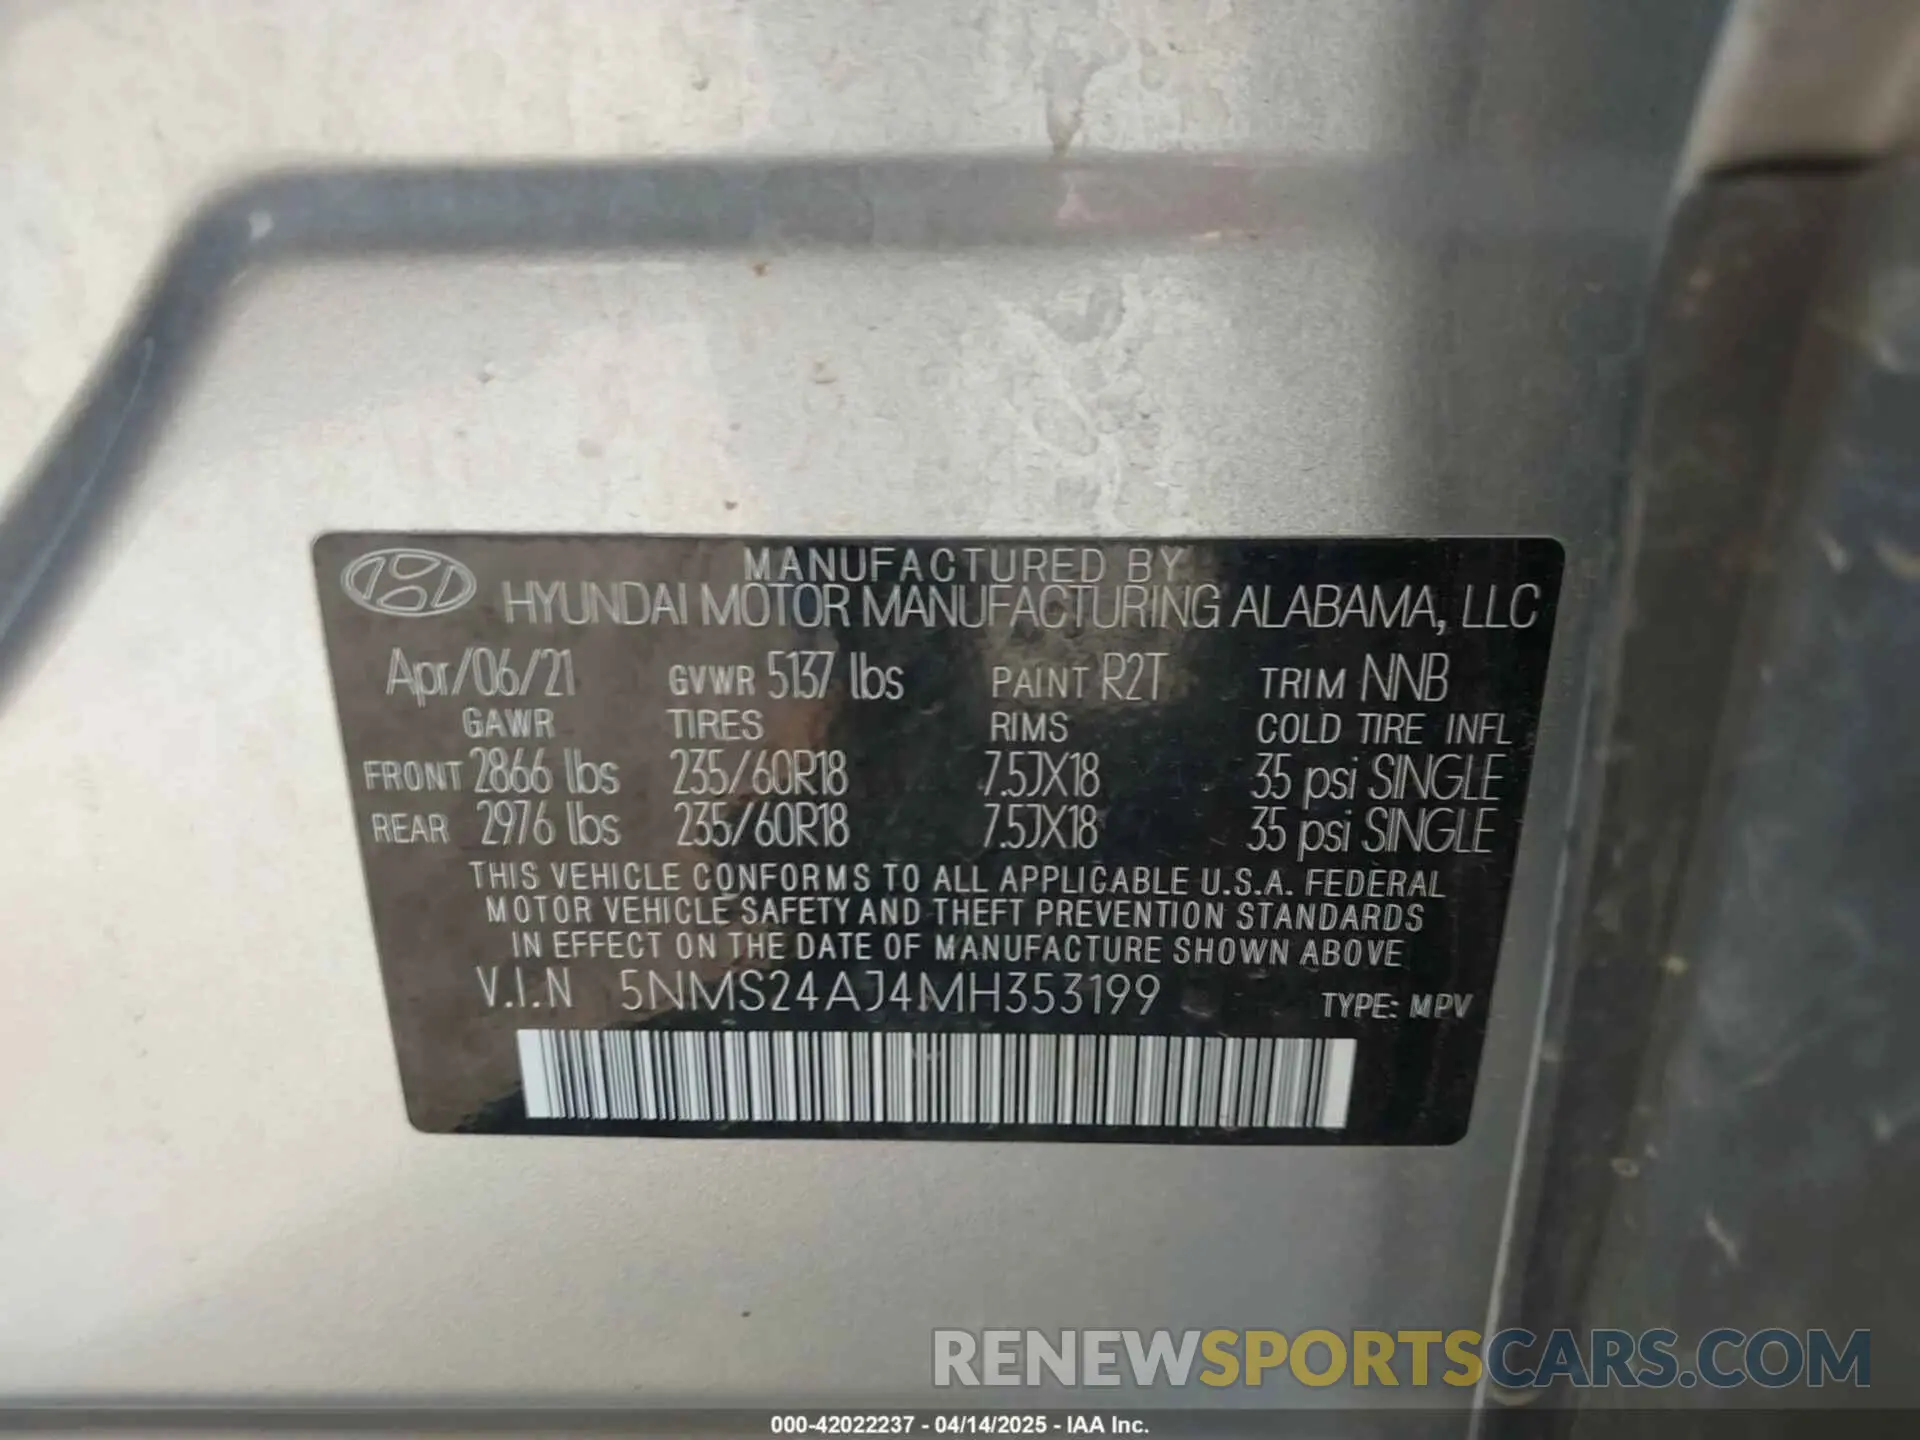 MANUFACTURED BY
HYUNDAI MOTOR MANUFACTURING ALABAMA, LLC
Apr/06/21 GVWR 5137 lbs PAINT R2T TRIM NNB
GAWR TIRES RIMS COLD TIRE INFL
FRONT 2866 lbs 235/60R18 7.5JX18 35 psi SINGLE
REAR 2976 lbs 235/60R18 7.5JX18 35 psi SINGLE
THIS VEHICLE CONFORMS TO ALL APPLICABLE U.S.A. FEDERAL
MOTOR VEHICLE SAFETY AND THEFT PREVENTION STANDARDS
IN EFFECT ON THE DATE OF MANUFACTURE SHOWN ABOVE
V.I.N 5NMS24AJ4MH353199 TYPE: MPV
RENEWSPORTSCARS.COM
000-42022237 - 04/14/2025 - IAA Inc.